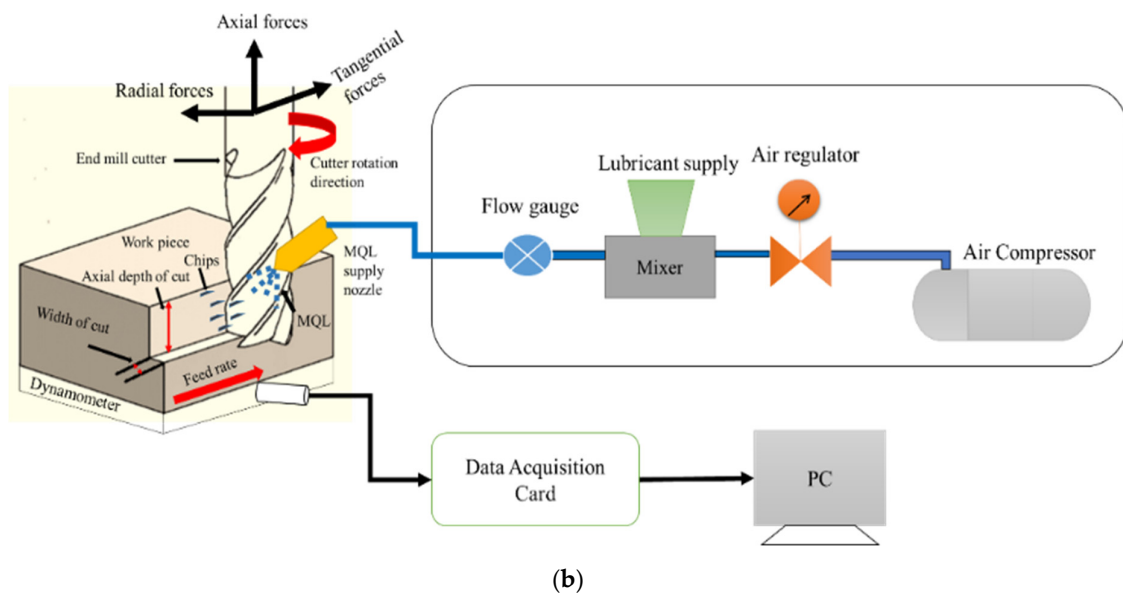 Axial forces
Tangential
forces
Radial forces
End mill cutter
Cutter rotation
direction
Work piece
Chips
Axial depth of cut
MQL
supply
nozzle
Width of cut
MQL
Feed rate
Dynamometer
Lubricant supply
Air regulator
Flow gauge
Mixer
Air Compressor
Data Acquisition
Card
PC
(b)